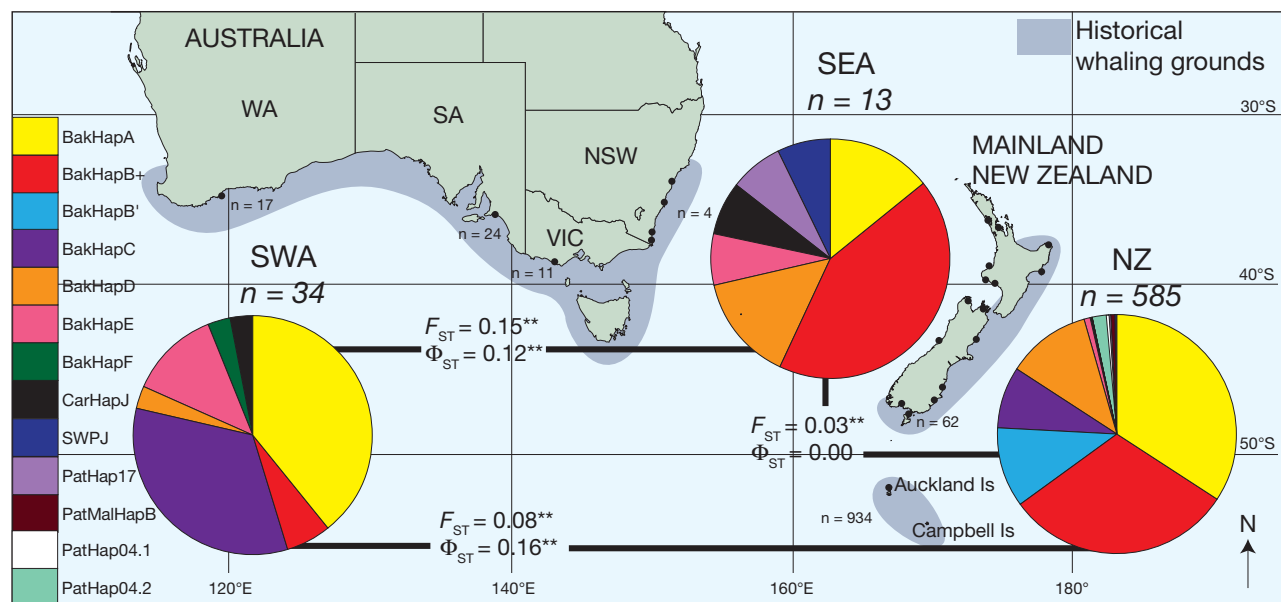 AUSTRALIA
WA
SA
NSW
VIC
SEA
n = 13
Historical
whaling grounds
30°S
MAINLAND
NEW ZEALAND
BakHapA
BakHapB+
BakHapB'
BakHapC
BakHapD
BakHapE
BakHapF
CarHapJ
SWPJ
PatHap17
PatMalHapB
PatHap04.1
PatHap04.2
n = 17
n = 24
n = 11
n = 4
SWA
n = 34
NZ
n = 585
40°S
FST = 0.15**
ΦST = 0.12**
FST = 0.03**
ΦST = 0.00
n = 62
50°S
Auckland Is
n = 934
Campbell Is
FST = 0.08**
ΦST = 0.16**
N
120°E
140°E
160°E
180°